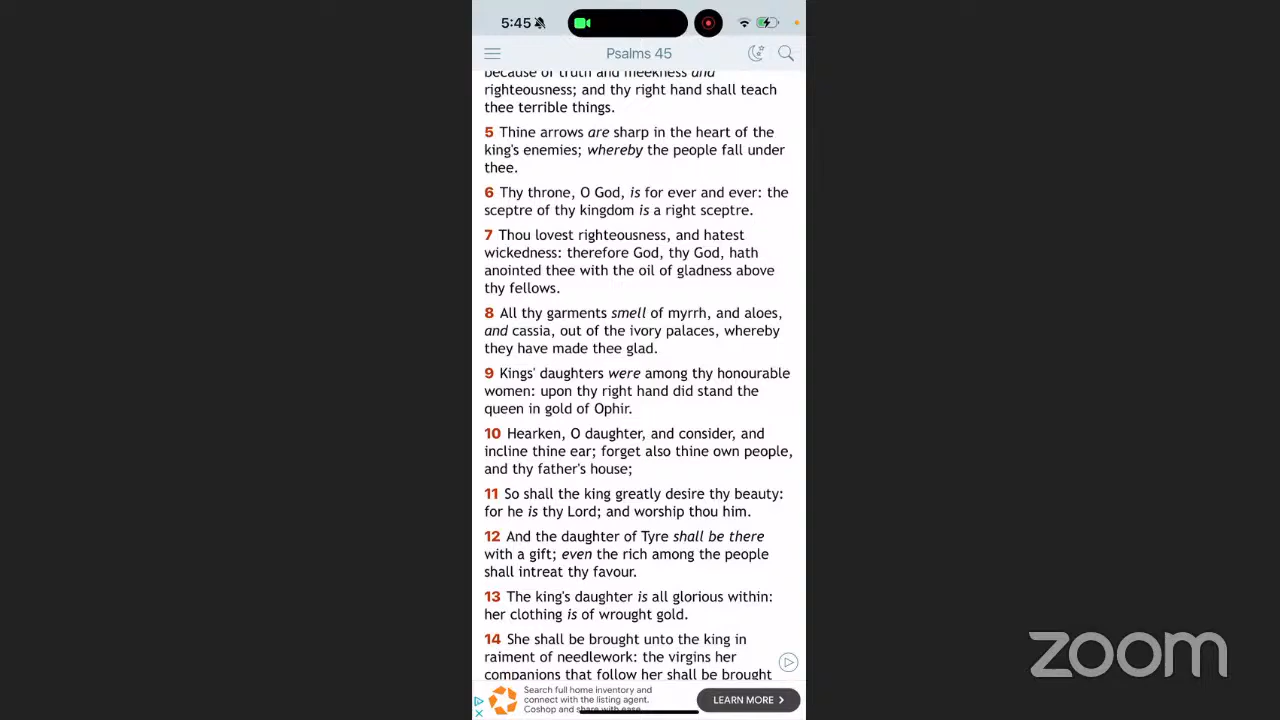 5:45
Psalms 45
because of truth and meekness and
righteousness; and thy right hand shall teach
thee terrible things.
5 Thine arrows are sharp in the heart of the
king's enemies; whereby the people fall under
thee.
6 Thy throne, O God, is for ever and ever: the
sceptre of thy kingdom is a right sceptre.
7 Thou lovest righteousness, and hatest
wickedness: therefore God, thy God, hath
anointed thee with the oil of gladness above
thy fellows.
8 All thy garments smell of myrrh, and aloes,
and cassia, out of the ivory palaces, whereby
they have made thee glad.
9 Kings' daughters were among thy honourable
women: upon thy right hand did stand the
queen in gold of Ophir.
10 Hearken, O daughter, and consider, and
incline thine ear; forget also thine own people,
and thy father's house;
11 So shall the king greatly desire thy beauty:
for he is thy Lord; and worship thou him.
12 And the daughter of Tyre shall be there
with a gift; even the rich among the people
shall intreat thy favour.
13 The king's daughter is all glorious within:
her clothing is of wrought gold.
14 She shall be brought unto the king in
raiment of needlework: the virgins her
companions that follow her shall be brought
Search full home inventory and
connect with the listing agent.
Coshop and share with ease.
LEARN MORE
zoom